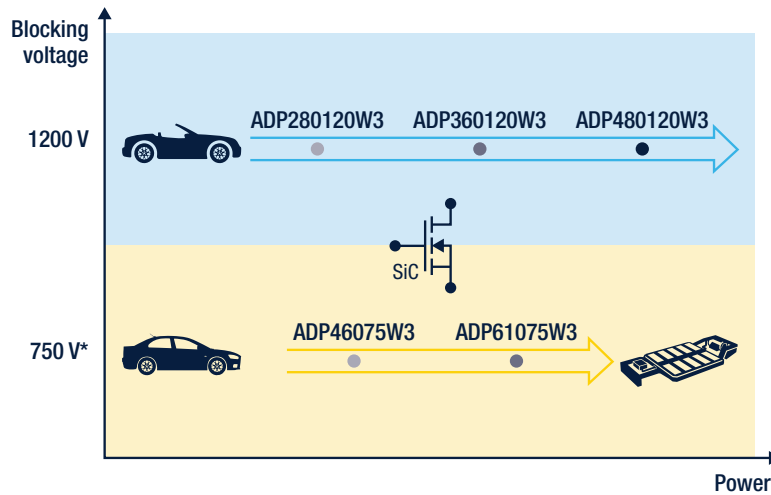 Blocking
voltage
1200 V
ADP280120W3 ADP360120W3 ADP480120W3
SiC
750 V*
ADP46075W3 ADP61075W3
Power